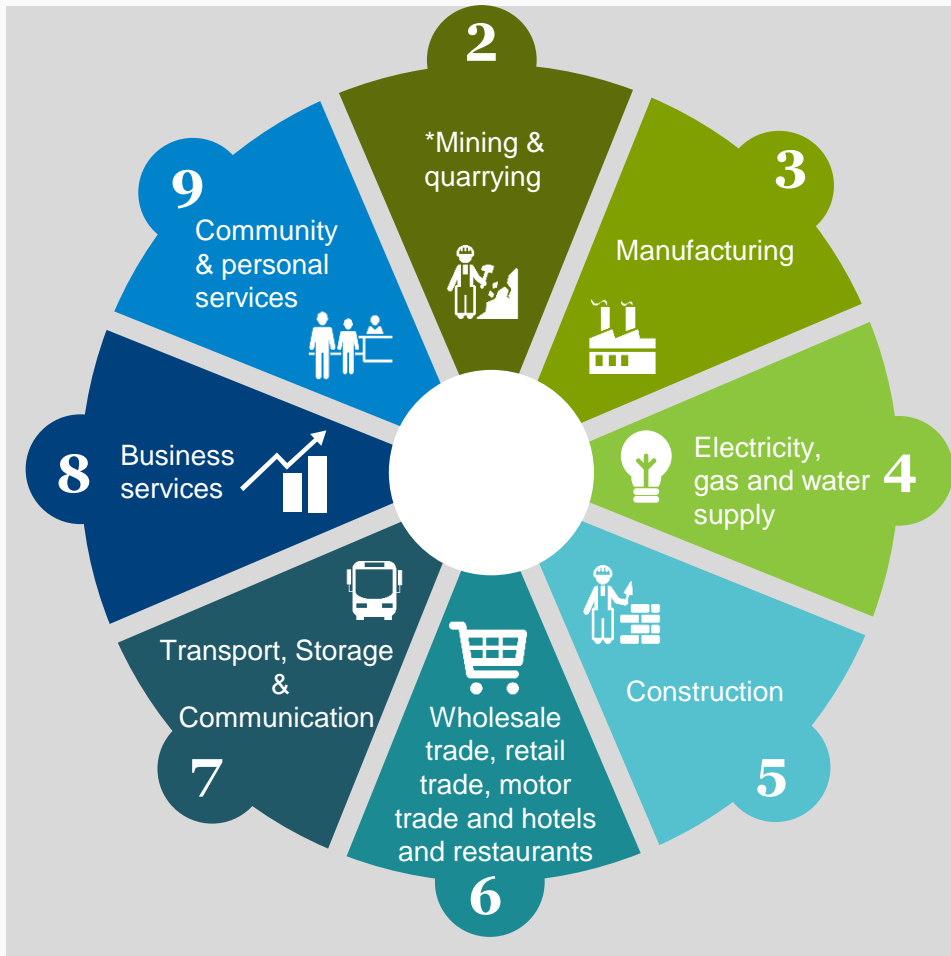 2
*Mining &
quarrying
3
Manufacturing
4
Electricity,
gas and water
supply
5
Construction
6
Wholesale
trade, retail
trade, motor
trade and hotels
and restaurants
7
Transport, Storage
&
Communication
8
Business
services
9
Community
& personal
services